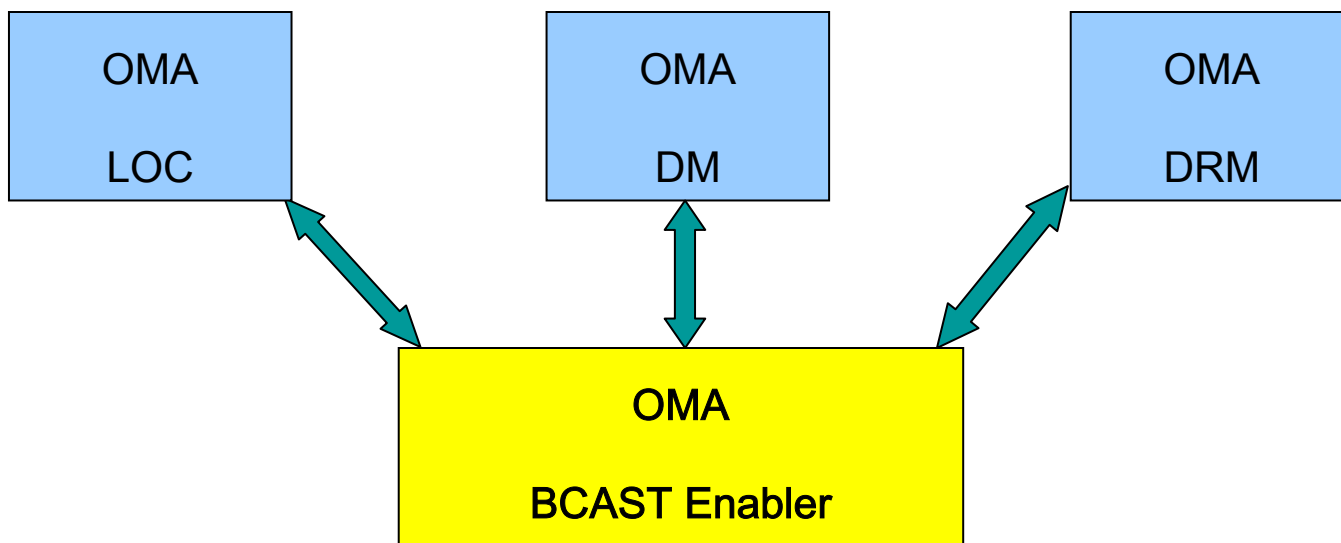 OMA
LOC
OMA
DM
OMA
DRM
OMA
BCAST Enabler